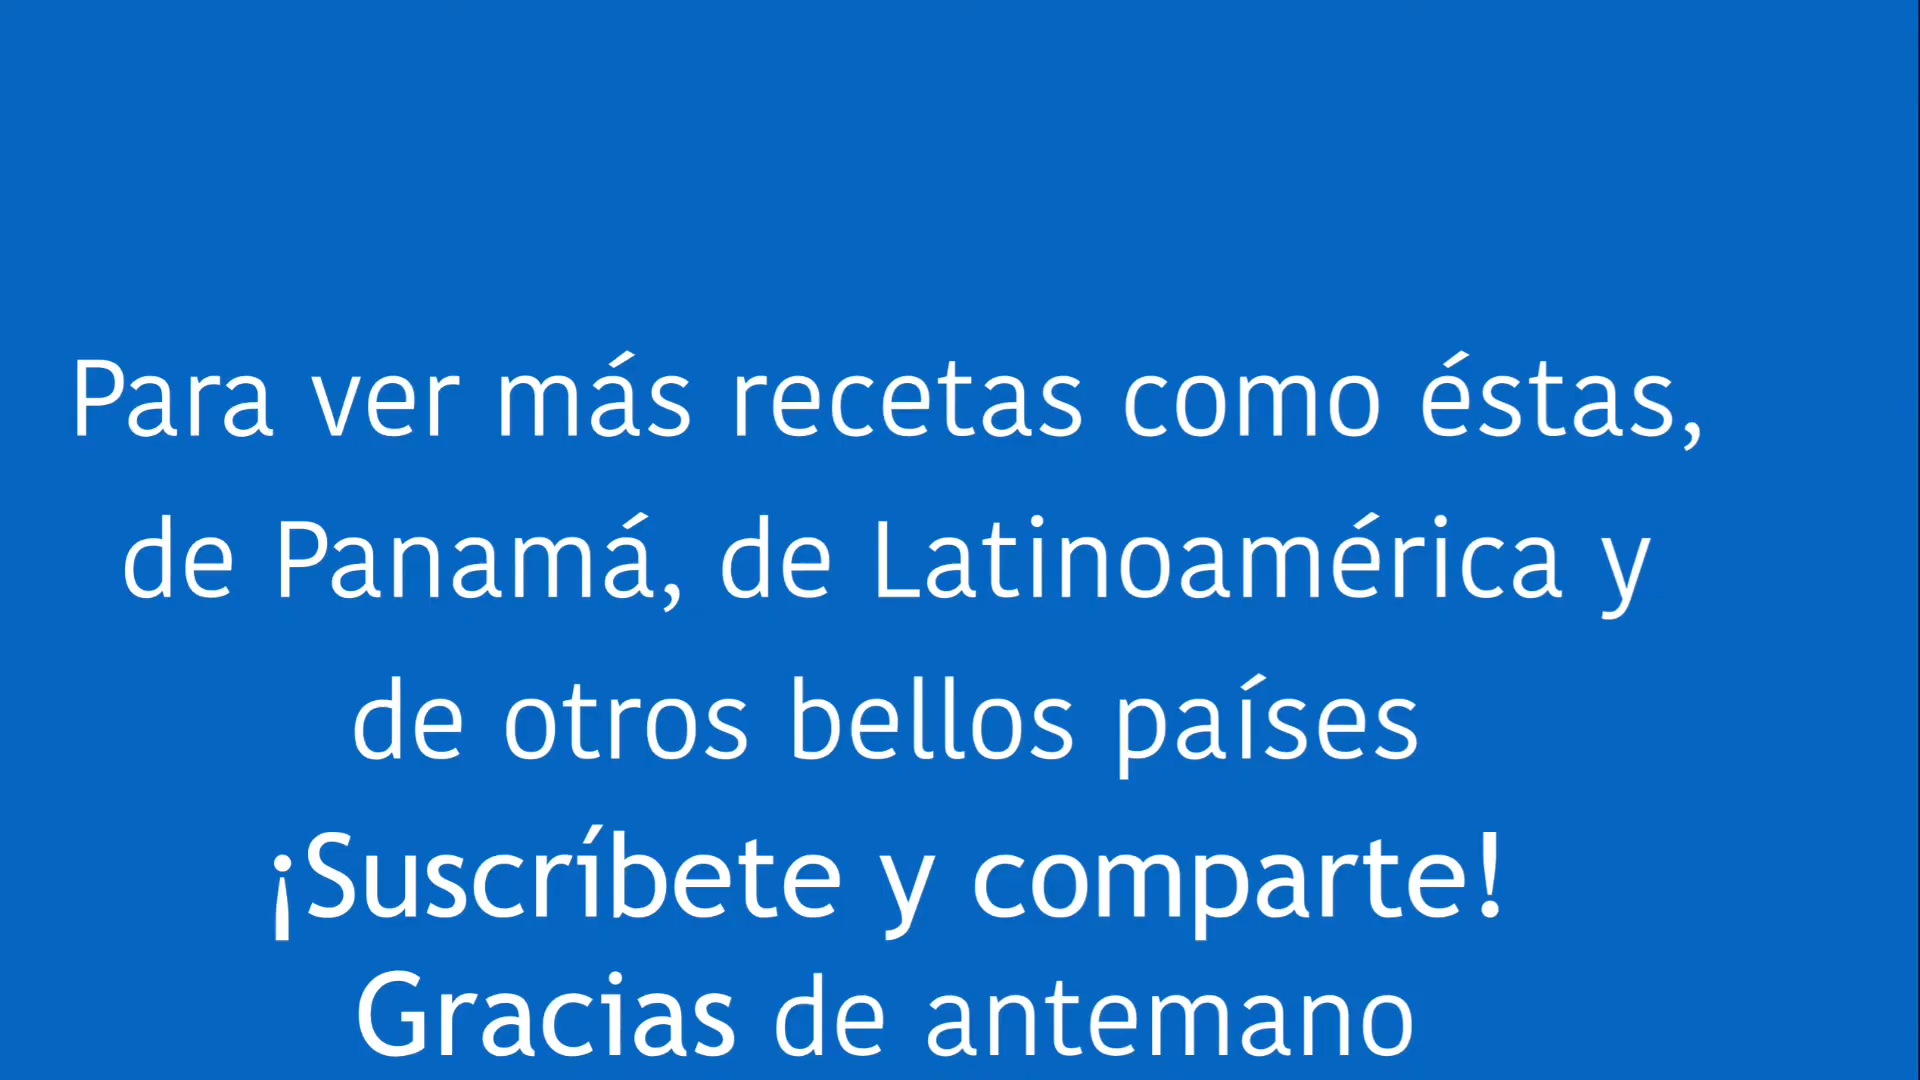 Para ver más recetas como éstas,
de Panamá, de Latinoamérica y
de otros bellos países
¡Suscríbete y comparte!
Gracias de antemano